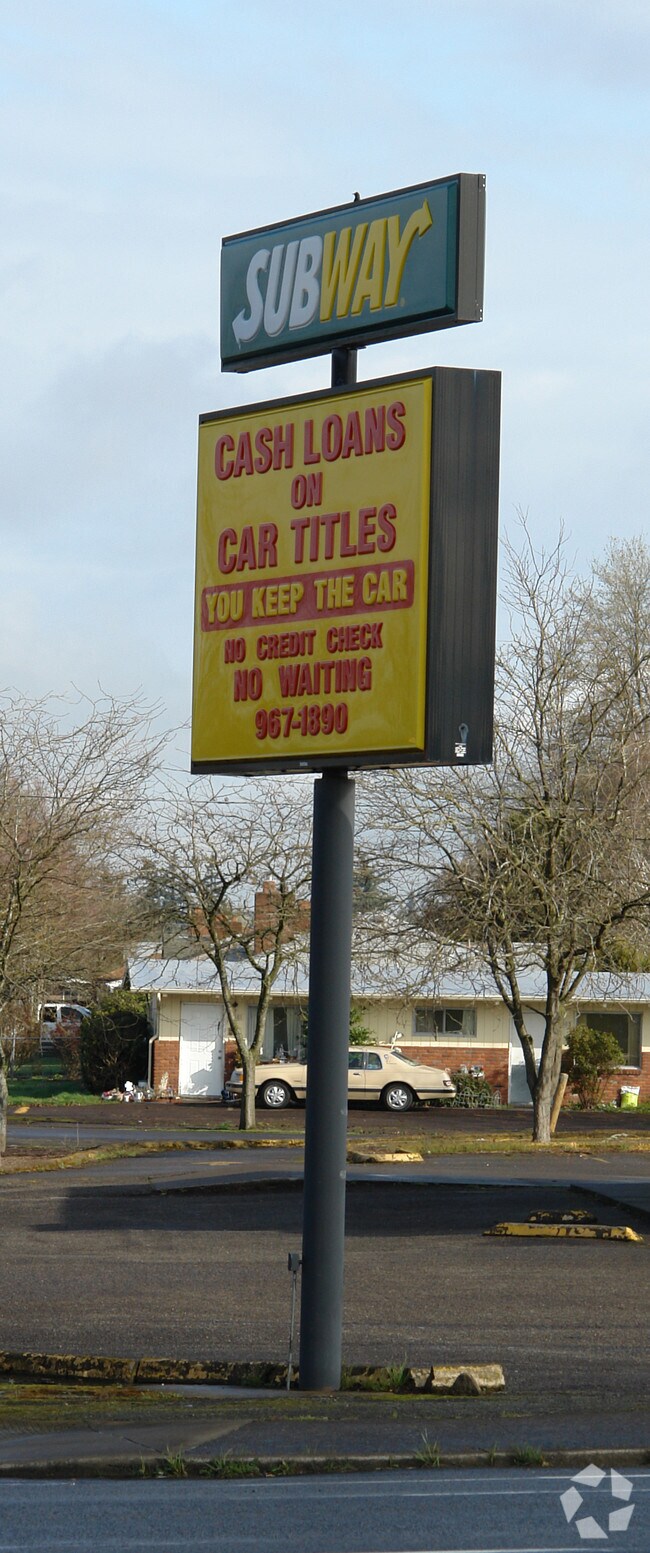 SUBWAY
CASH LOANS
ON
CAR TITLES
YOU KEEP THE CAR
NO CREDIT CHECK
NO WAITING
967-1890